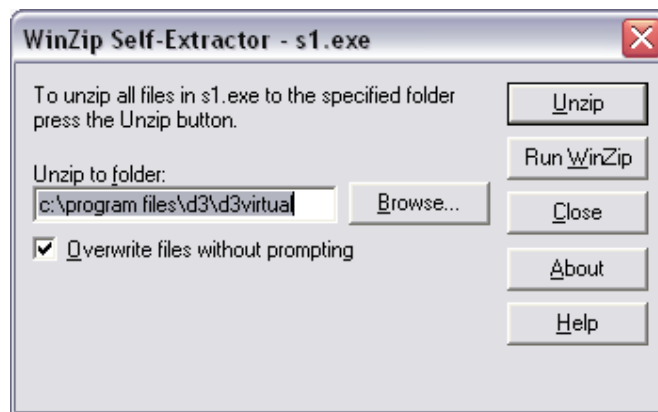 WinZip Self-Extractor - s1.exe
To unzip all files in s1.exe to the specified folder
press the Unzip button.
Unzip to folder:
c:\program files\d3\d3virtual
Browse...
Overwrite files without prompting
Unzip
Run WinZip
Close
About
Help